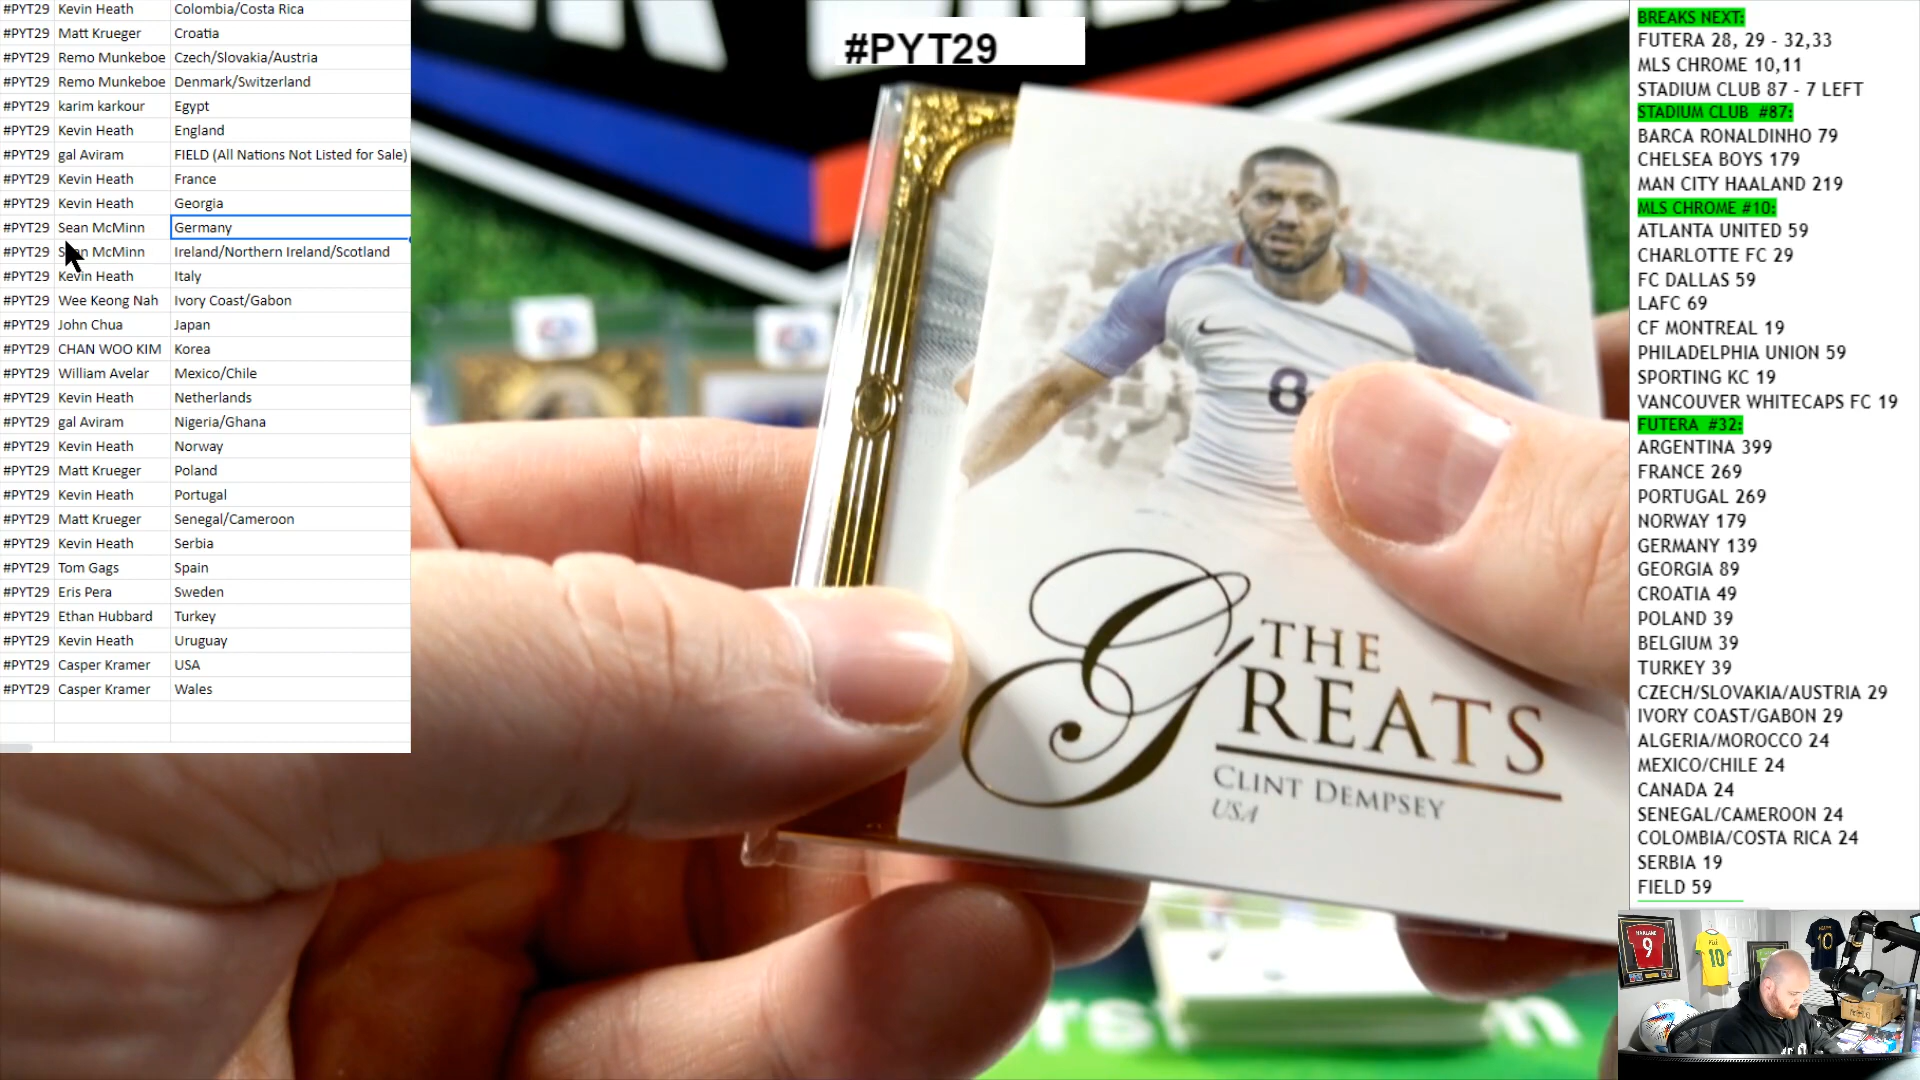 #PYT29 Kevin Heath Colombia/Costa Rica
#PYT29 Matt Krueger Croatia
#PYT29 Remo Munkeboe Czech/Slovakia/Austria
#PYT29 Remo Munkeboe Denmark/Switzerland
#PYT29 karim karkour Egypt
#PYT29 Kevin Heath England
#PYT29 gal Aviram FIELD (All Nations Not Listed for Sale)
#PYT29 Kevin Heath France
#PYT29 Kevin Heath Georgia
#PYT29 Sean McMinn Germany
#PYT29 McMinn Ireland/Northern Ireland/Scotland
#PYT29 Kevin Heath Italy
#PYT29 Wee Keong Nah Ivory Coast/Gabon
#PYT29 John Chua Japan
#PYT29 CHAN WOO KIM Korea
#PYT29 William Avelar Mexico/Chile
#PYT29 Kevin Heath Netherlands
#PYT29 gal Aviram Nigeria/Ghana
#PYT29 Kevin Heath Norway
#PYT29 Matt Krueger Poland
#PYT29 Kevin Heath Portugal
#PYT29 Matt Krueger Senegal/Cameroon
#PYT29 Kevin Heath Serbia
#PYT29 Tom Gags Spain
#PYT29 Eris Pera Sweden
#PYT29 Ethan Hubbard Turkey
#PYT29 Kevin Heath Uruguay
#PYT29 Casper Kramer USA
#PYT29 Casper Kramer Wales
#PYT29
8
THE
GREATS
CLINT DEMPSEY
USA
BREAKS NEXT:
FUTERA 28, 29 - 32,33
MLS CHROME 10,11
STADIUM CLUB 87 - 7 LEFT
STADIUM CLUB #87:
BARCA RONALDINHO 79
CHELSEA BOYS 179
MAN CITY HAALAND 219
MLS CHROME #10:
ATLANTA UNITED 59
CHARLOTTE FC 29
FC DALLAS 59
LAFC 69
CF MONTREAL 19
PHILADELPHIA UNION 59
SPORTING KC 19
VANCOUVER WHITECAPS FC 19
FUTERA #32:
ARGENTINA 399
FRANCE 269
PORTUGAL 269
NORWAY 179
GERMANY 139
GEORGIA 89
CROATIA 49
POLAND 39
BELGIUM 39
TURKEY 39
CZECH/SLOVAKIA/AUSTRIA 29
IVORY COAST/GABON 29
ALGERIA/MOROCCO 24
MEXICO/CHILE 24
CANADA 24
SENEGAL/CAMEROON 24
COLOMBIA/COSTA RICA 24
SERBIA 19
FIELD 59
9
10
10